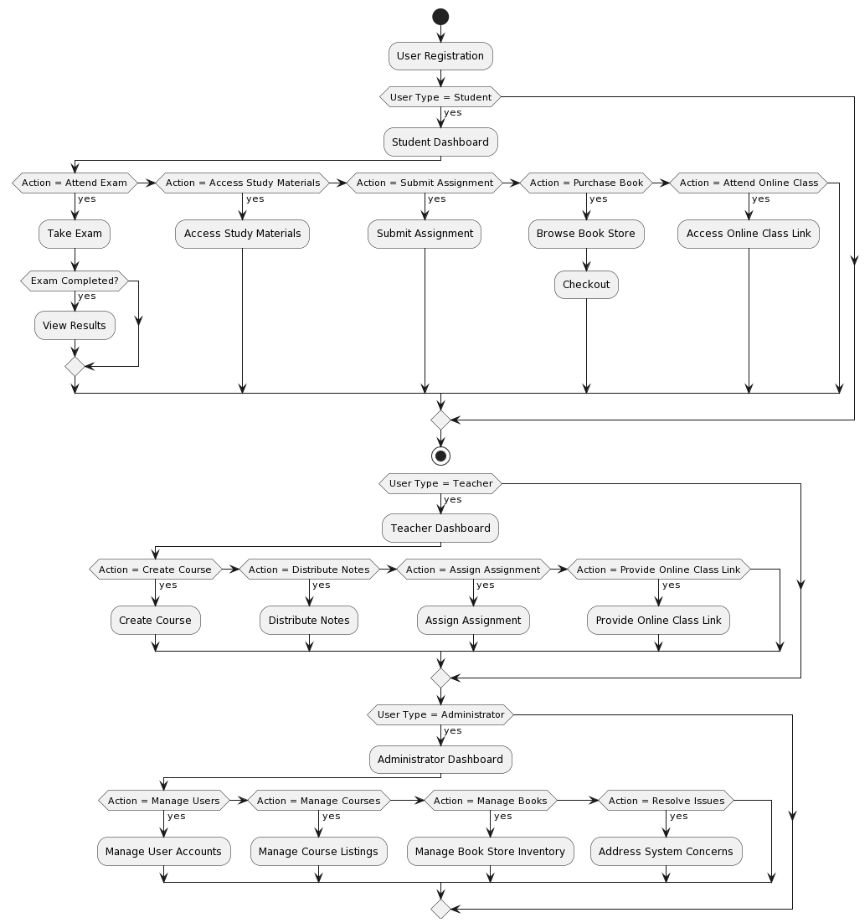 User Registration
User Type = Student
yes
Student Dashboard
Action = Attend Exam
Action = Access Study Materials
Action = Submit Assignment
Action = Purchase Book
Action = Attend Online Class
yes
yes
yes
yes
yes
Take Exam
Access Study Materials
Submit Assignment
Browse Book Store
Access Online Class Link
Exam Completed?
Checkout
yes
View Results
User Type = Teacher
yes
Teacher Dashboard
Action = Create Course
Action = Distribute Notes
Action = Assign Assignment
Action = Provide Online Class Link
yes
yes
yes
yes
Create Course
Distribute Notes
Assign Assignment
Provide Online Class Link
User Type = Administrator
yes
Administrator Dashboard
Action = Manage Users
Action = Manage Courses
Action = Manage Books
Action = Resolve Issues
yes
yes
yes
yes
Manage User Accounts
Manage Course Listings
Manage Book Store Inventory
Address System Concerns